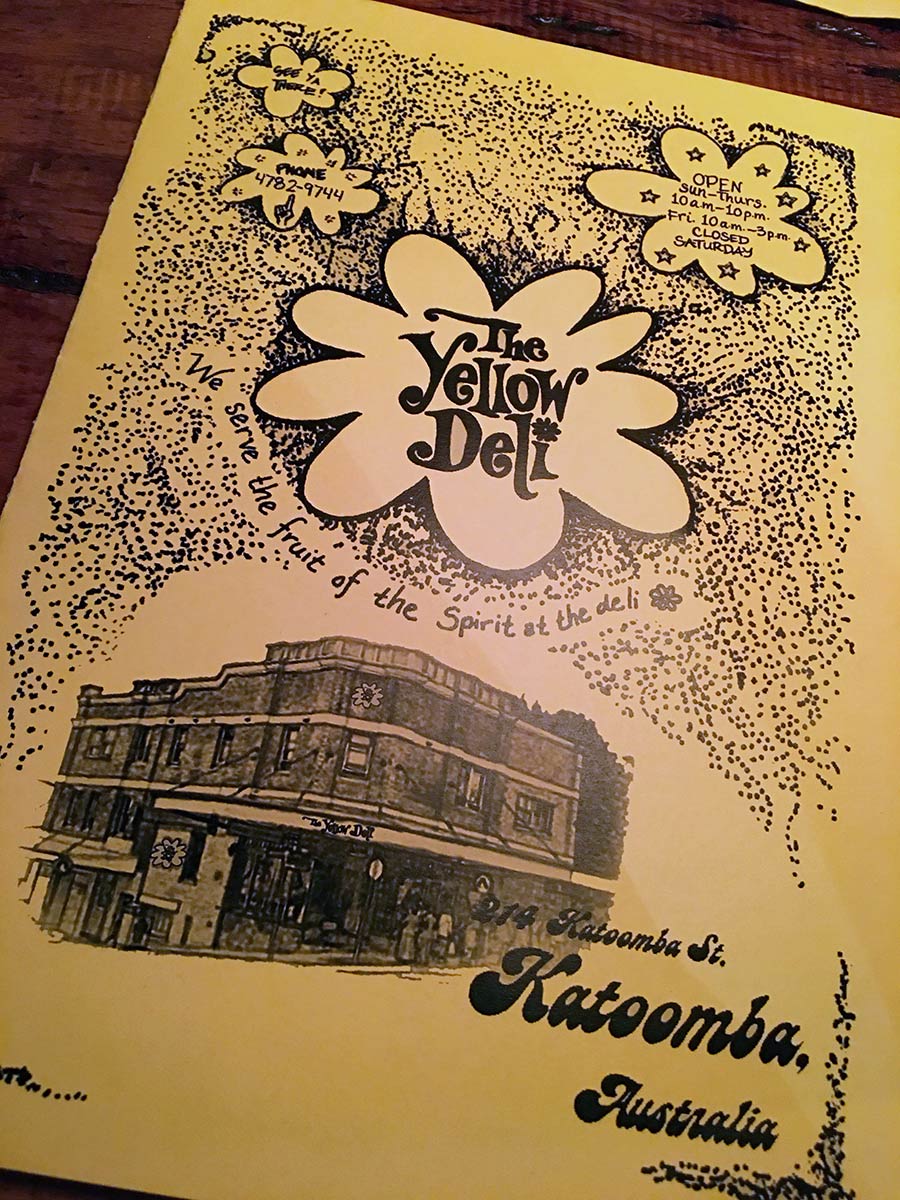 SEE YA
THERE!
PHONE
4782-9744
OPEN
Sun-Thurs.
10am-10pm.
Fri. 10am.-3pm.
CLOSED
SATURDAY
The
Yellow
Deli
We serve the fruit of the Spirit at the deli
The Yellow Deli
214 Katoomba St.
Katoomba,
Australia